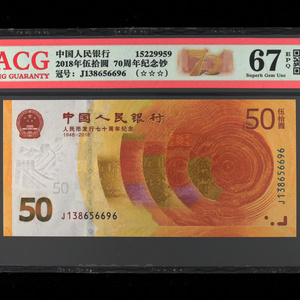 ACG
NG GUARANTY
中国人民银行 15229959
2018年伍拾圆 70周年纪念钞
冠号：J138656696 (☆☆☆)
70
67 EPQ
Superb Gem Unc
中国人民银行
人民币发行七十周年纪念
1948-2018
50 伍拾圆
50
J138656696
J138656696